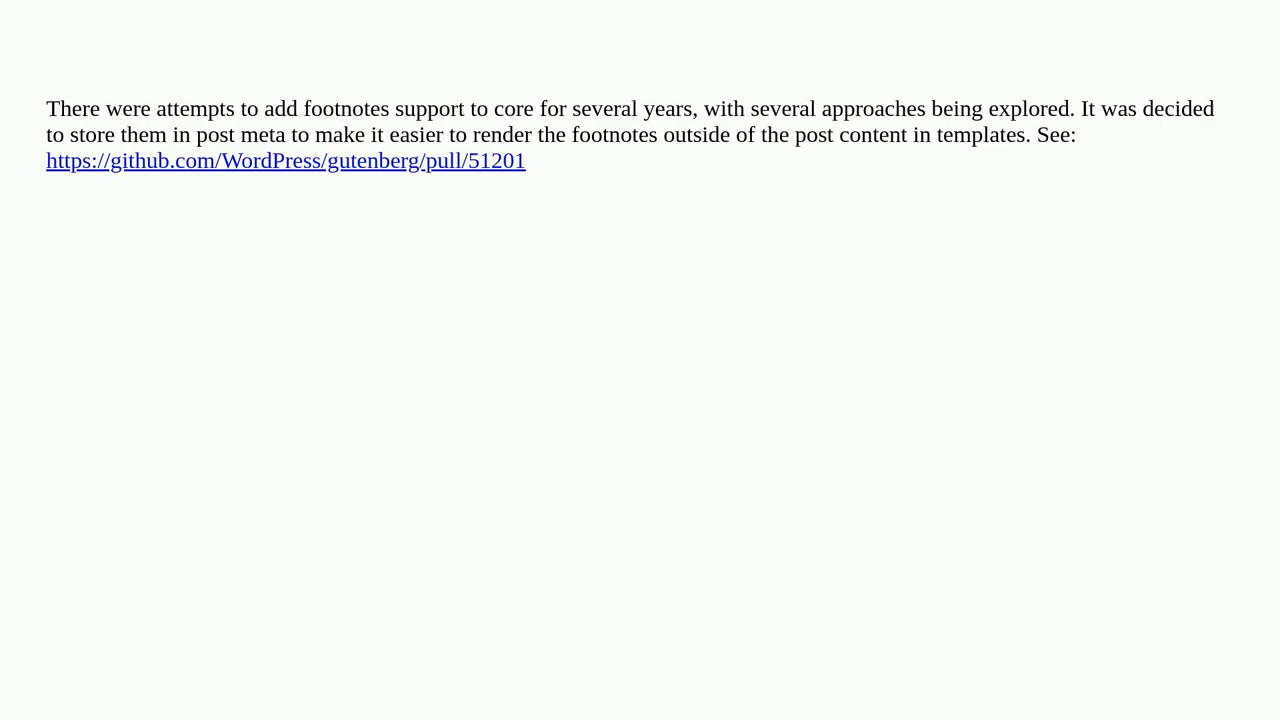 There were attempts to add footnotes support to core for several years, with several approaches being explored. It was decided
to store them in post meta to make it easier to render the footnotes outside of the post content in templates. See:
https://github.com/WordPress/gutenberg/pull/51201